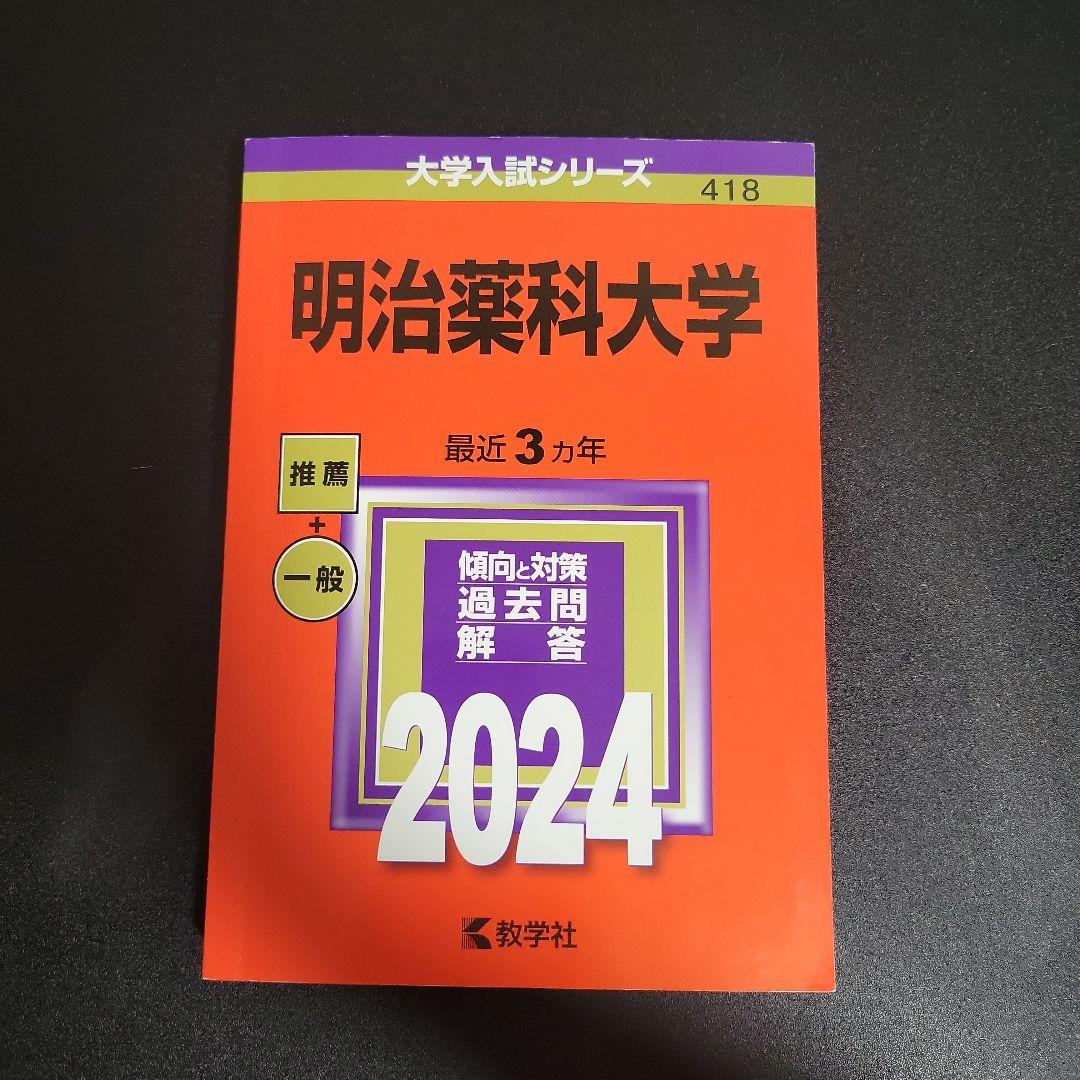 大学入試シリーズ
418
明治薬科大学
最近3ヵ年
推薦
+
一般
傾向と対策
過去問
解答
2024
教学社